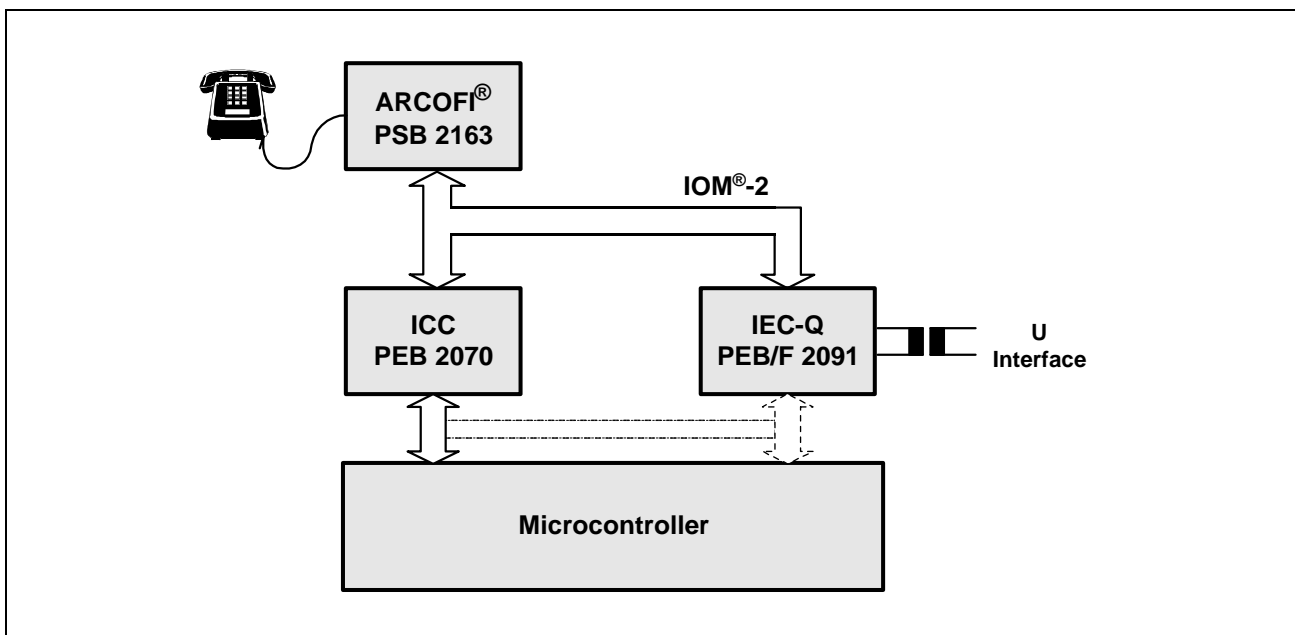 ARCOFI®
PSB 2163
IOM®-2
ICC
PEB 2070
IEC-Q
PEB/F 2091
U
Interface
Microcontroller